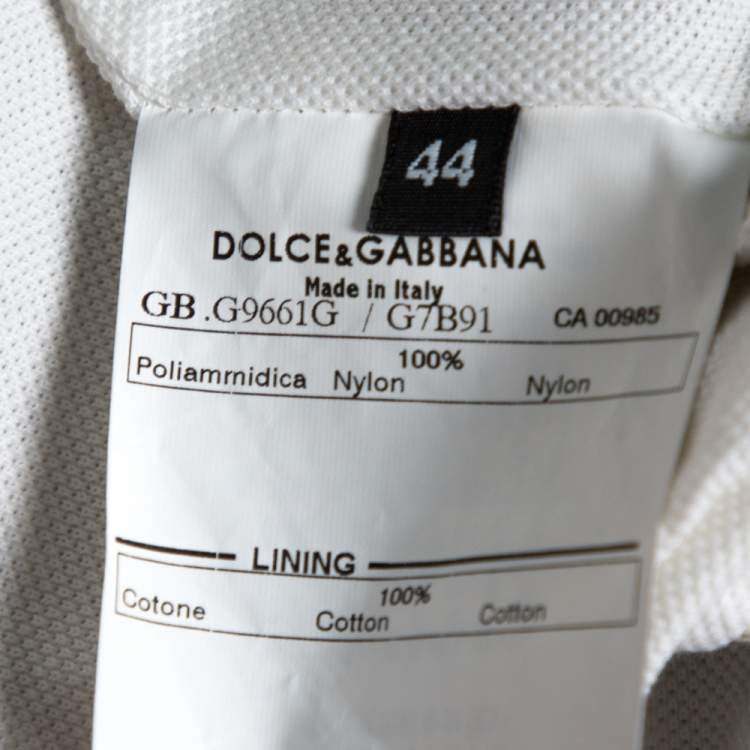 44
DOLCE&GABBANA
Made in Italy
GB.G9661G / G7B91 CA 00985
100%
Poliamrnidica Nylon Nylon
LINING
100%
Cotone Cotton Cotton